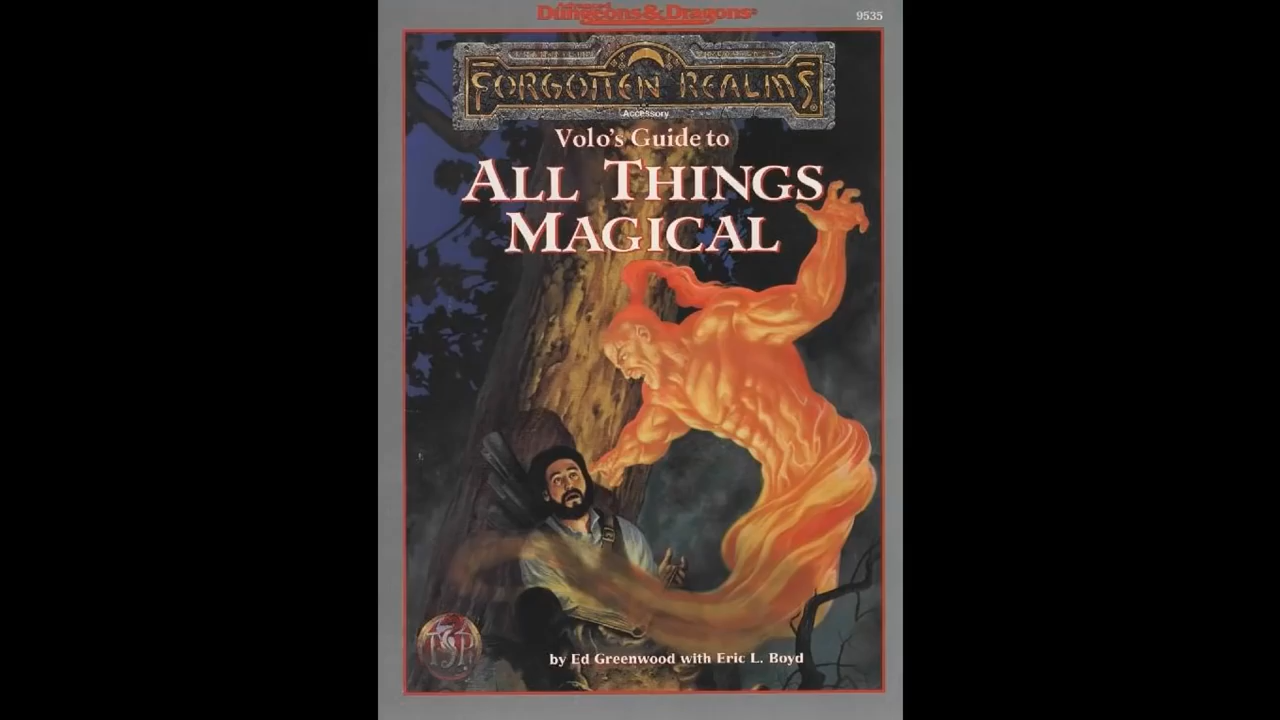 Advanced
Dungeons & Dragons®
9535
FORGOTTEN REALMS®
Accessory
Volo's Guide to
ALL THINGS
MAGICAL
TSR
by Ed Greenwood with Eric L. Boyd